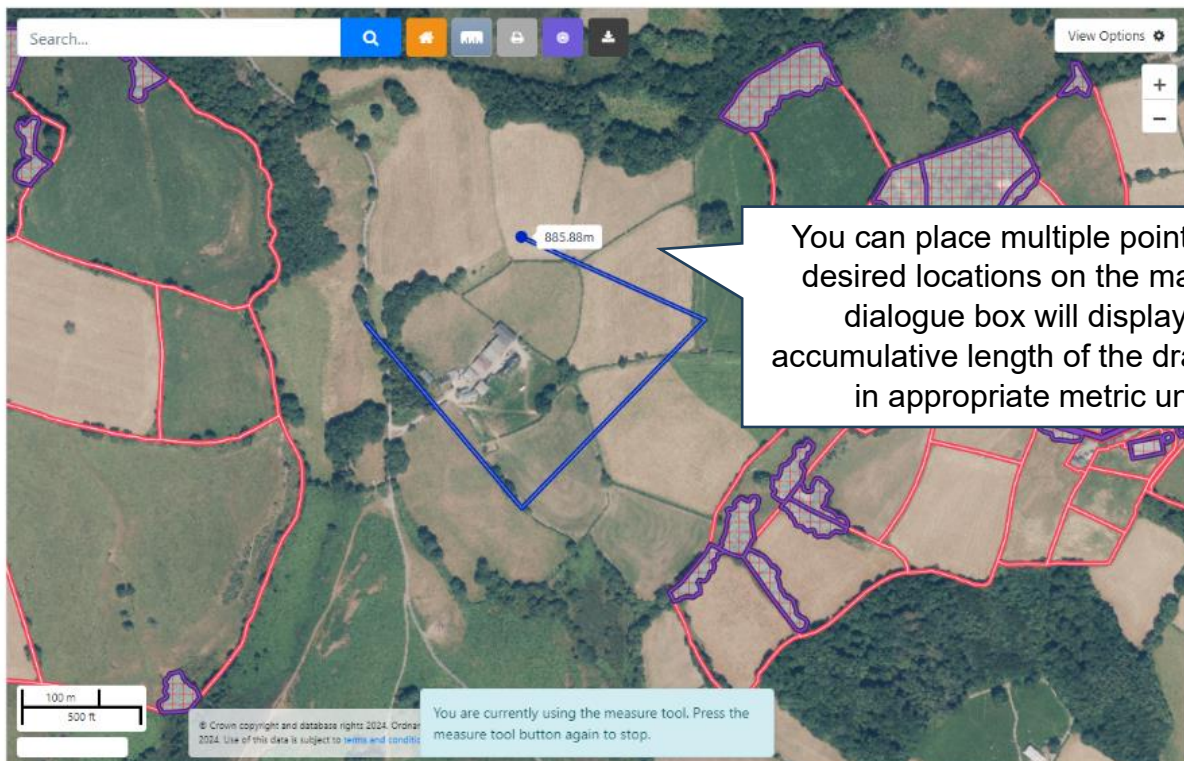 Search...
View Options
+
−
885.88m
You can place multiple point
desired locations on the ma
dialogue box will display
accumulative length of the dra
in appropriate metric un
100 m
500 ft
© Crown copyright and database rights 2024. Ordnan
2024. Use of this data is subject to terms and conditio
You are currently using the measure tool. Press the
measure tool button again to stop.